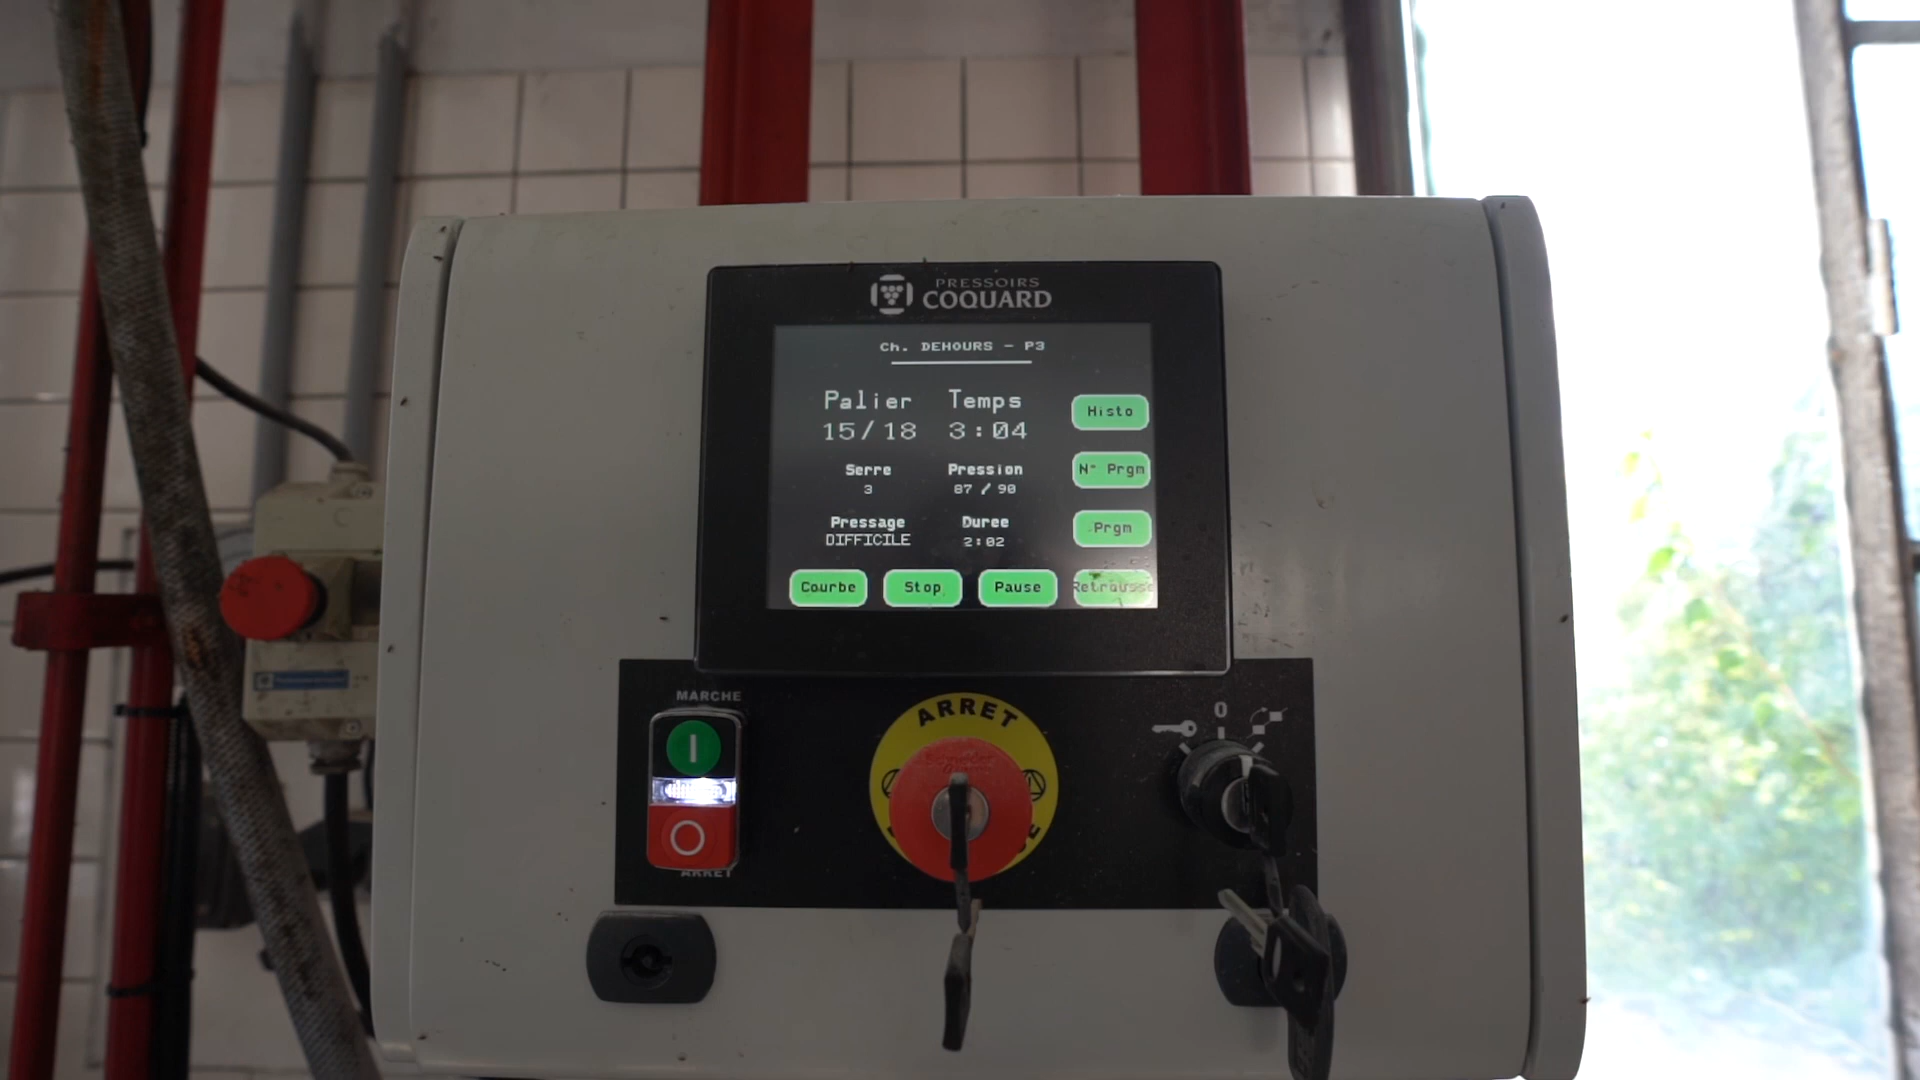 PRESSOIRS
COQUARD
Ch. DEHOURS - P3
Palier Temps
15/18 3:04
Histo
Serre Pression
3 87 / 90
N° Prgm
Pressage Duree
DIFFICILE 2:02
Prgm
Courbe Stop Pause Retrousse
MARCHE
I
O
ARRET
ARRET
0